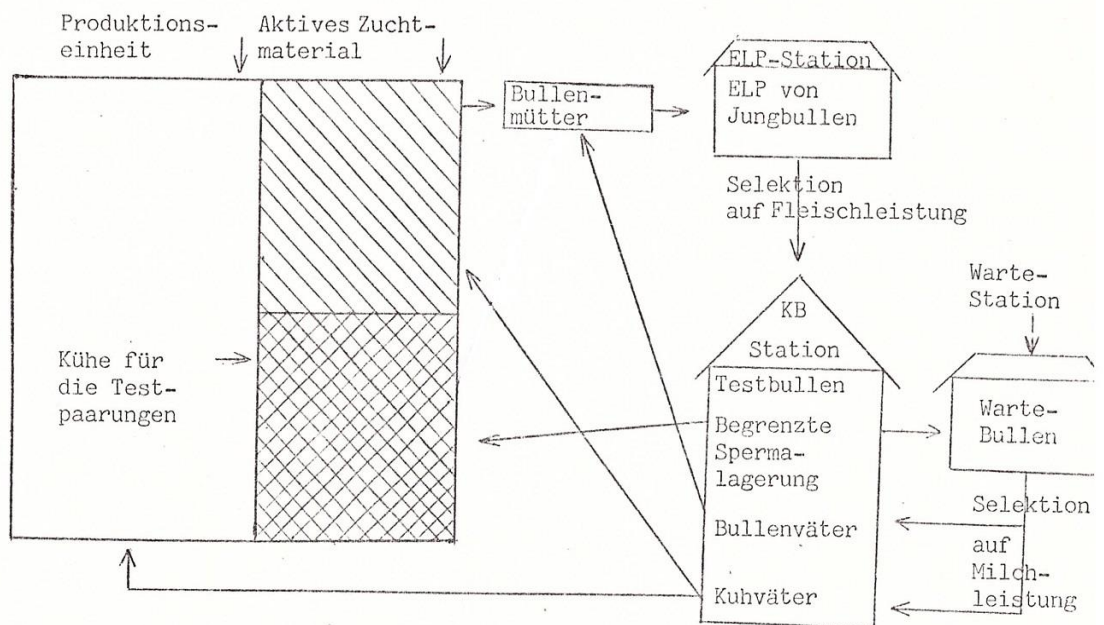 Produktions-
einheit
Aktives Zucht-
material
Bullen-
mütter
ELP-Station
ELP von
Jungbullen
Selektion
auf Fleischleistung
KB
Station
Testbullen
Begrenzte
Sperma-
lagerung
Bullenväter
Kuhväter
Warte-
Station
Warte-
Bullen
Selektion
auf
Milch-
leistung
Kühe für
die Test-
paarungen